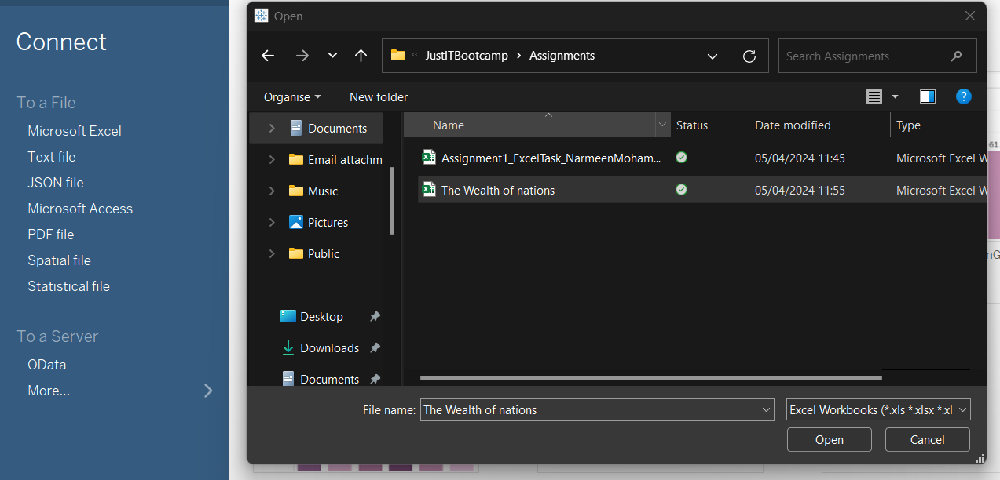 Connect
To a File
Microsoft Excel
Text file
JSON file
Microsoft Access
PDF file
Spatial file
Statistical file
To a Server
OData
More...
Open
« JustITBootcamp > Assignments
Search Assignments
Organise
New folder
Documents
Email attachm
Music
Pictures
Public
Desktop
Downloads
Documents
Name Status Date modified Type
Assignment1_ExcelTask_NarmeenMoham... 05/04/2024 11:45 Microsoft Excel W
The Wealth of nations 05/04/2024 11:55 Microsoft Excel W
File name: The Wealth of nations Excel Workbooks (*.xls *.xlsx *.xl
Open Cancel
61.
nG